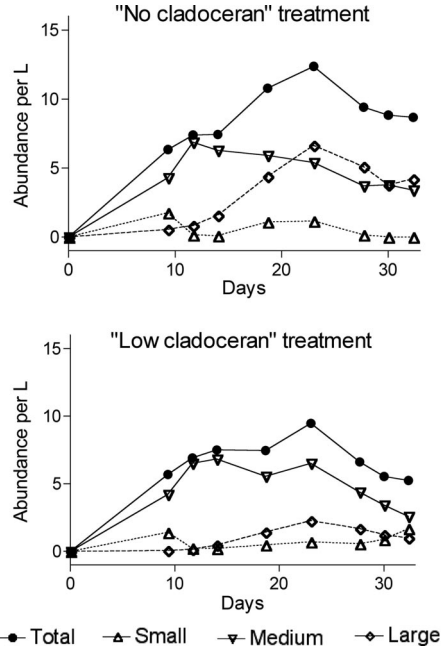 "No cladoceran" treatment
15
10
5
0
Abundance per L
0 10 20 30
Days
"Low cladoceran" treatment
15
10
5
0
Abundance per L
0 10 20 30
Days
Total Small Medium Large